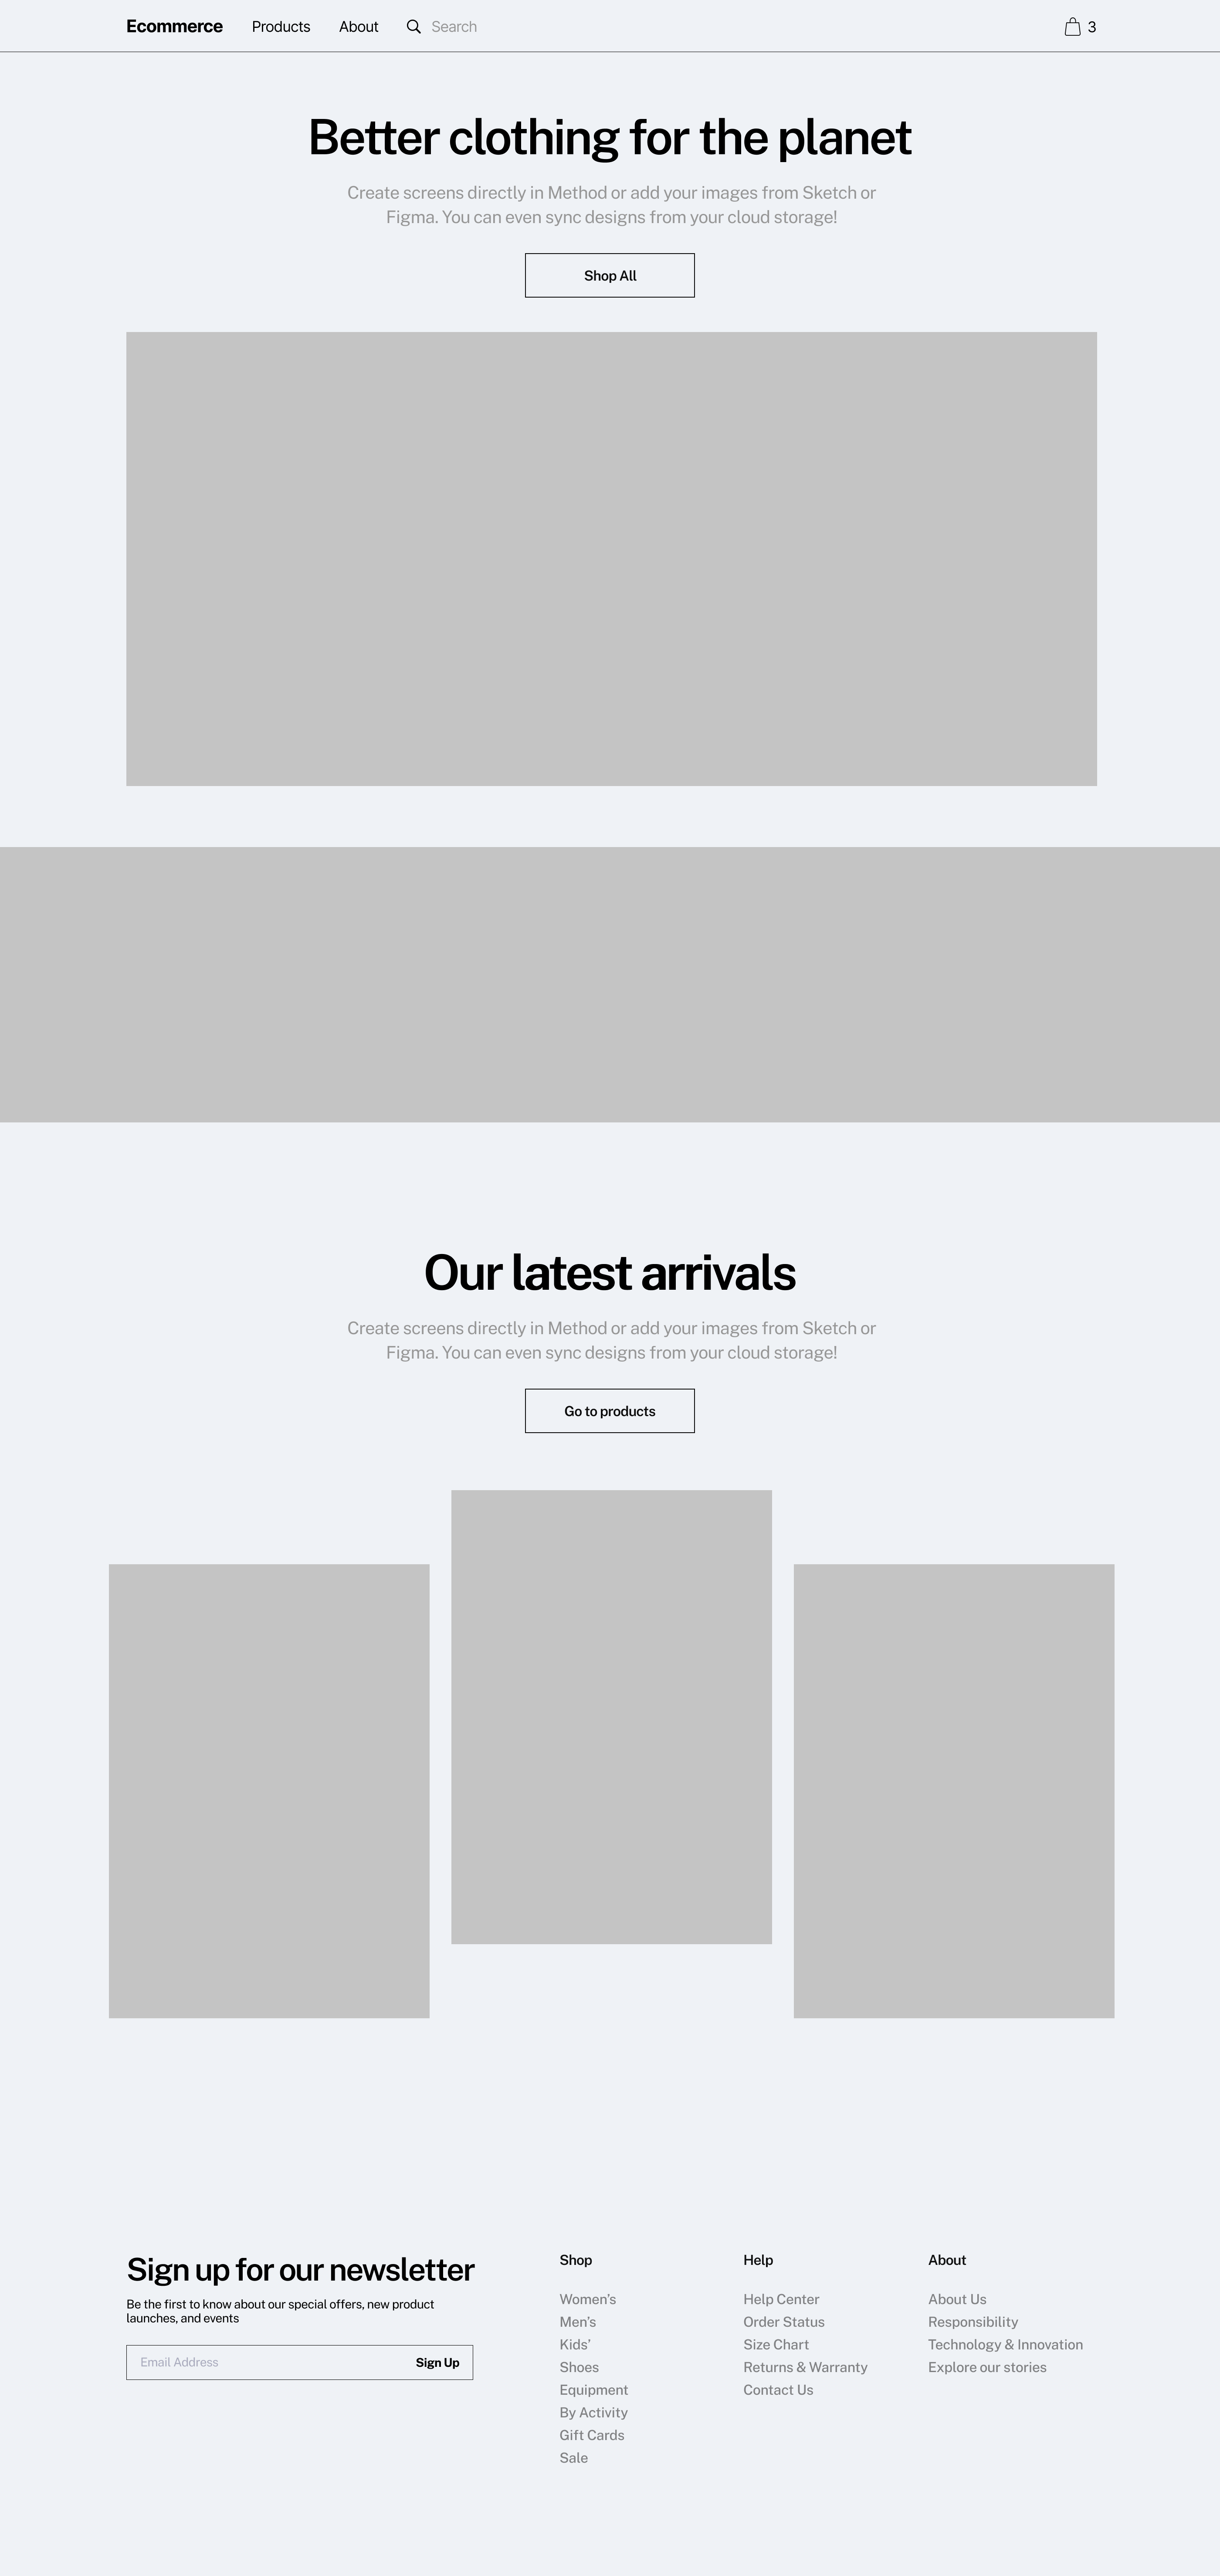 Ecommerce Products About Search 3
Better clothing for the planet
Create screens directly in Method or add your images from Sketch or
Figma. You can even sync designs from your cloud storage!
Shop All
Our latest arrivals
Create screens directly in Method or add your images from Sketch or
Figma. You can even sync designs from your cloud storage!
Go to products
Sign up for our newsletter
Be the first to know about our special offers, new product
launches, and events
Email Address Sign Up
Shop
Women’s
Men’s
Kids’
Shoes
Equipment
By Activity
Gift Cards
Sale
Help
Help Center
Order Status
Size Chart
Returns & Warranty
Contact Us
About
About Us
Responsibility
Technology & Innovation
Explore our stories